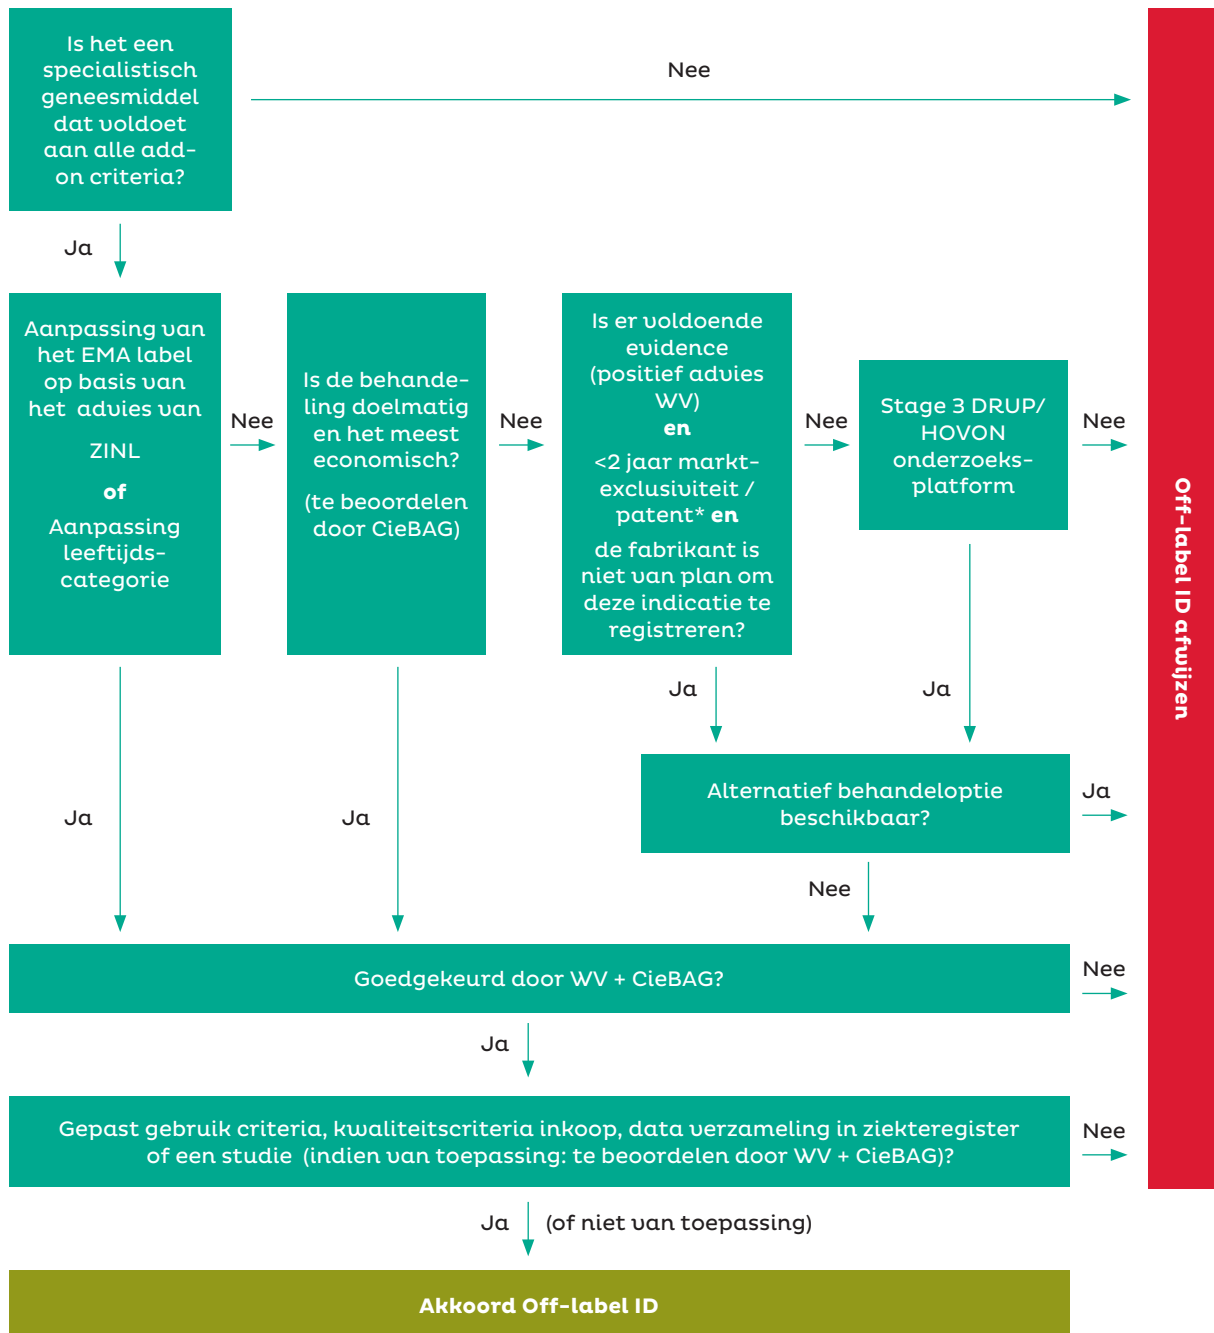 Is het een
specialistisch
geneesmiddel
dat voldoet
aan alle add-
on criteria?
Nee
Ja
Aanpassing van
het EMA label
op basis van
het advies van
ZINL
of
Aanpassing
leeftijds-
categorie
Nee
Is de behande-
ling doelmatig
en het meest
economisch?
(te beoordelen
door CieBAG)
Nee
Is er voldoende
evidence
(positief advies
WV)
en
<2 jaar markt-
exclusiviteit /
patent* en
de fabrikant is
niet van plan om
deze indicatie te
registreren?
Nee
Stage 3 DRUP/
HOVON
onderzoeks-
platform
Nee
Off-label ID afwijzen
Ja
Ja
Alternatief behandeloptie
beschikbaar?
Ja
Ja
Ja
Nee
Goedgekeurd door WV + CieBAG?
Nee
Ja
Gepast gebruik criteria, kwaliteitscriteria inkoop, data verzameling in ziekteregister
of een studie (indien van toepassing: te beoordelen door WV + CieBAG)?
Nee
Ja (of niet van toepassing)
Akkoord Off-label ID